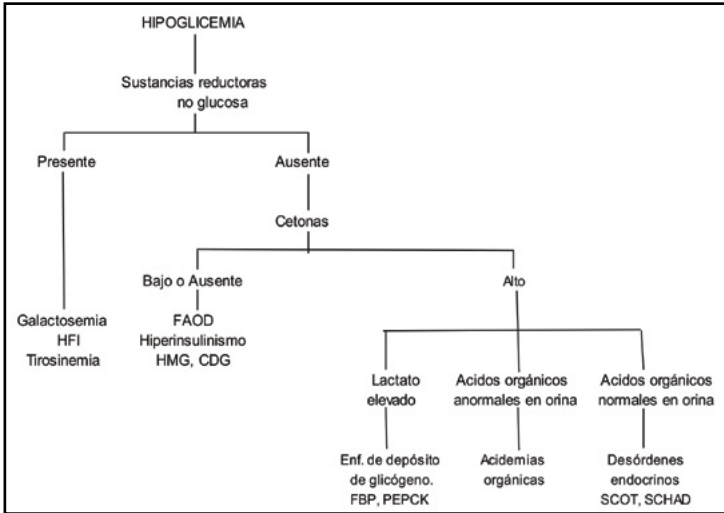 HIPOGLICEMIA
Sustancias reductoras
no glucosa
Presente
Ausente
Cetonas
Bajo o Ausente
Alto
Galactosemia
HFI
Tirosinemia
FAOD
Hiperinsulinismo
HMG, CDG
Lactato
elevado
Acidos orgánicos
anormales en orina
Acidos orgánicos
normales en orina
Enf. de depósito
de glicógeno.
FBP, PEPCK
Acidemias
orgánicas
Desórdenes
endocrinos
SCOT, SCHAD